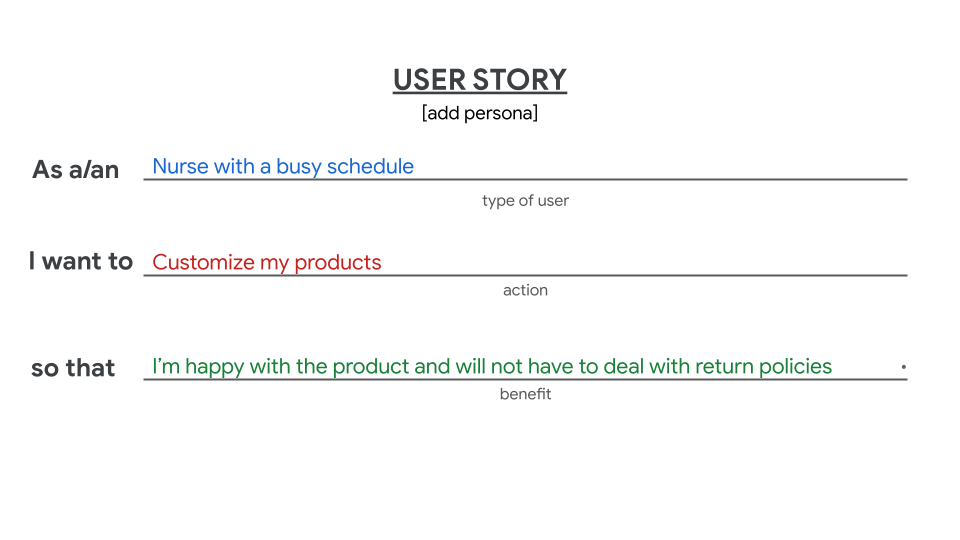 USER STORY
[add persona]
As a/an Nurse with a busy schedule
type of user
I want to Customize my products
action
so that I’m happy with the product and will not have to deal with return policies .
benefit